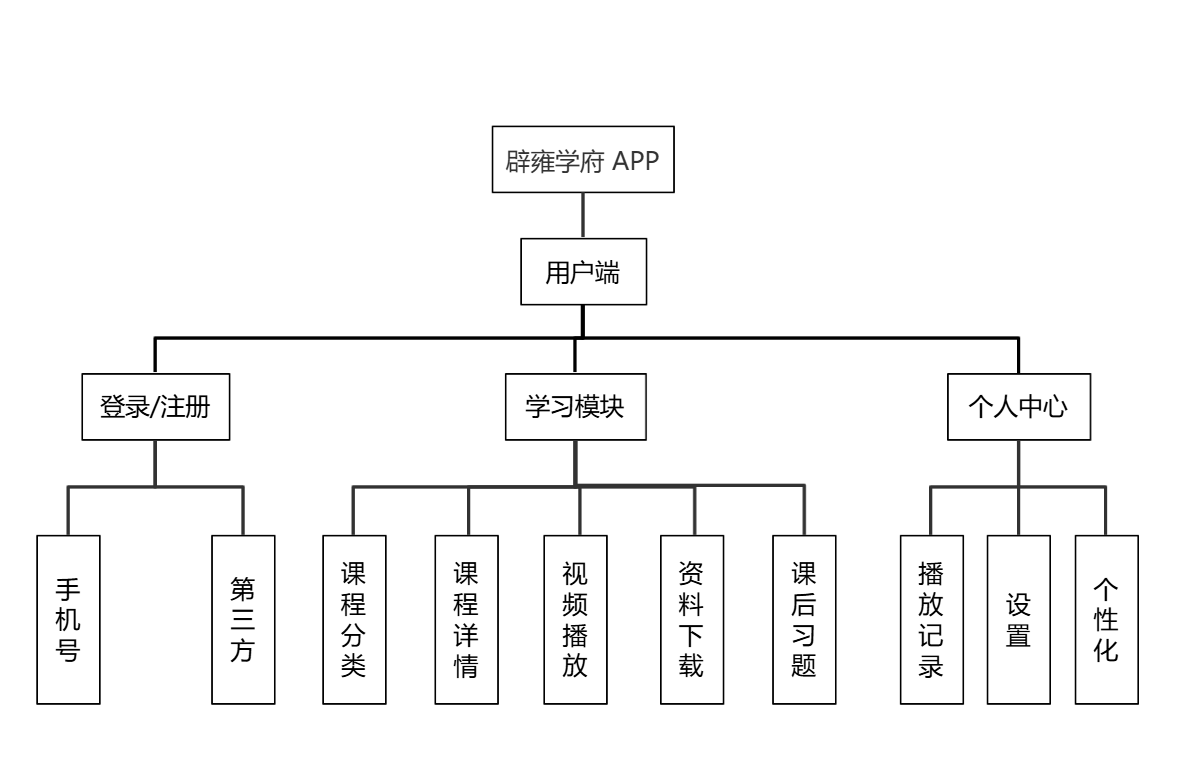 辟雍学府 APP
用户端
登录/注册
学习模块
个人中心
手机号
第三方
课程分类
课程详情
视频播放
资料下载
课后习题
播放记录
设置
个性化